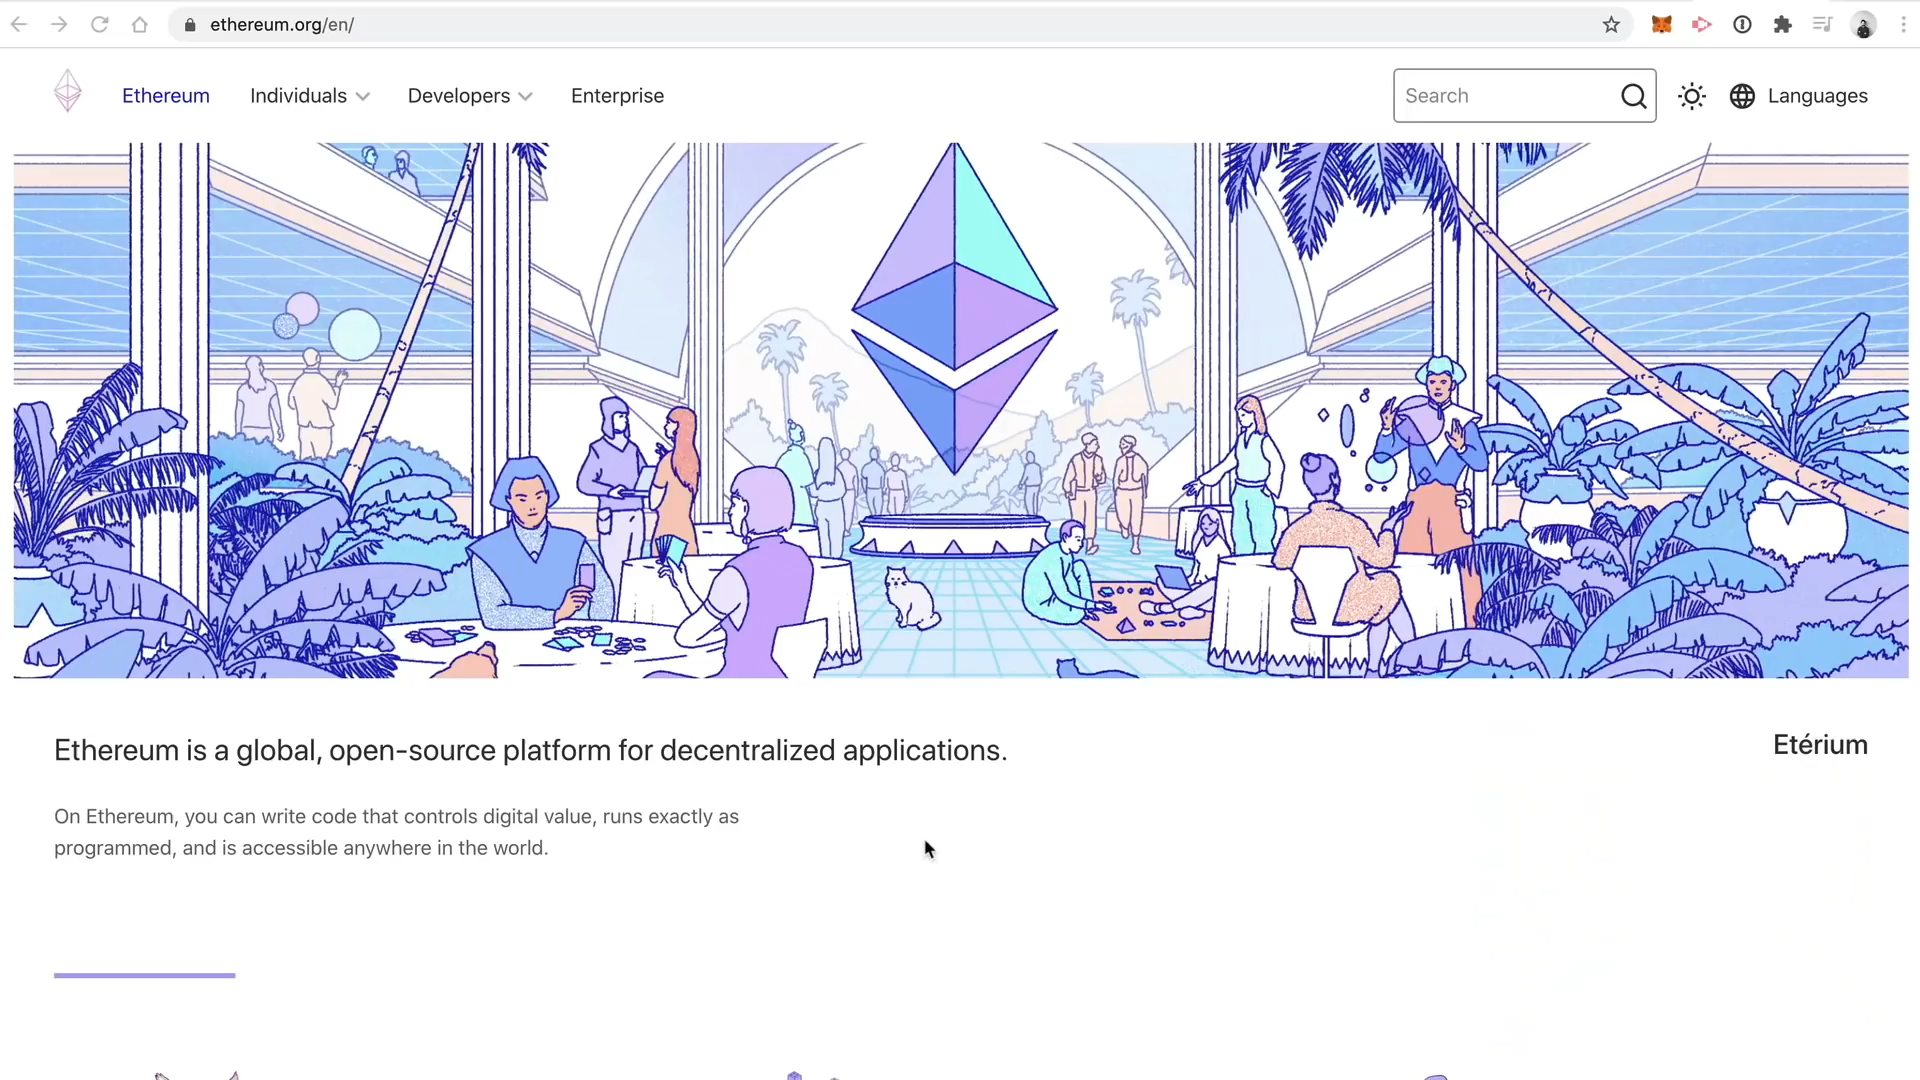 ethereum.org/en/
Ethereum
Individuals
Developers
Enterprise
Search
Languages
Ethereum is a global, open-source platform for decentralized applications.
Etérium
On Ethereum, you can write code that controls digital value, runs exactly as
programmed, and is accessible anywhere in the world.